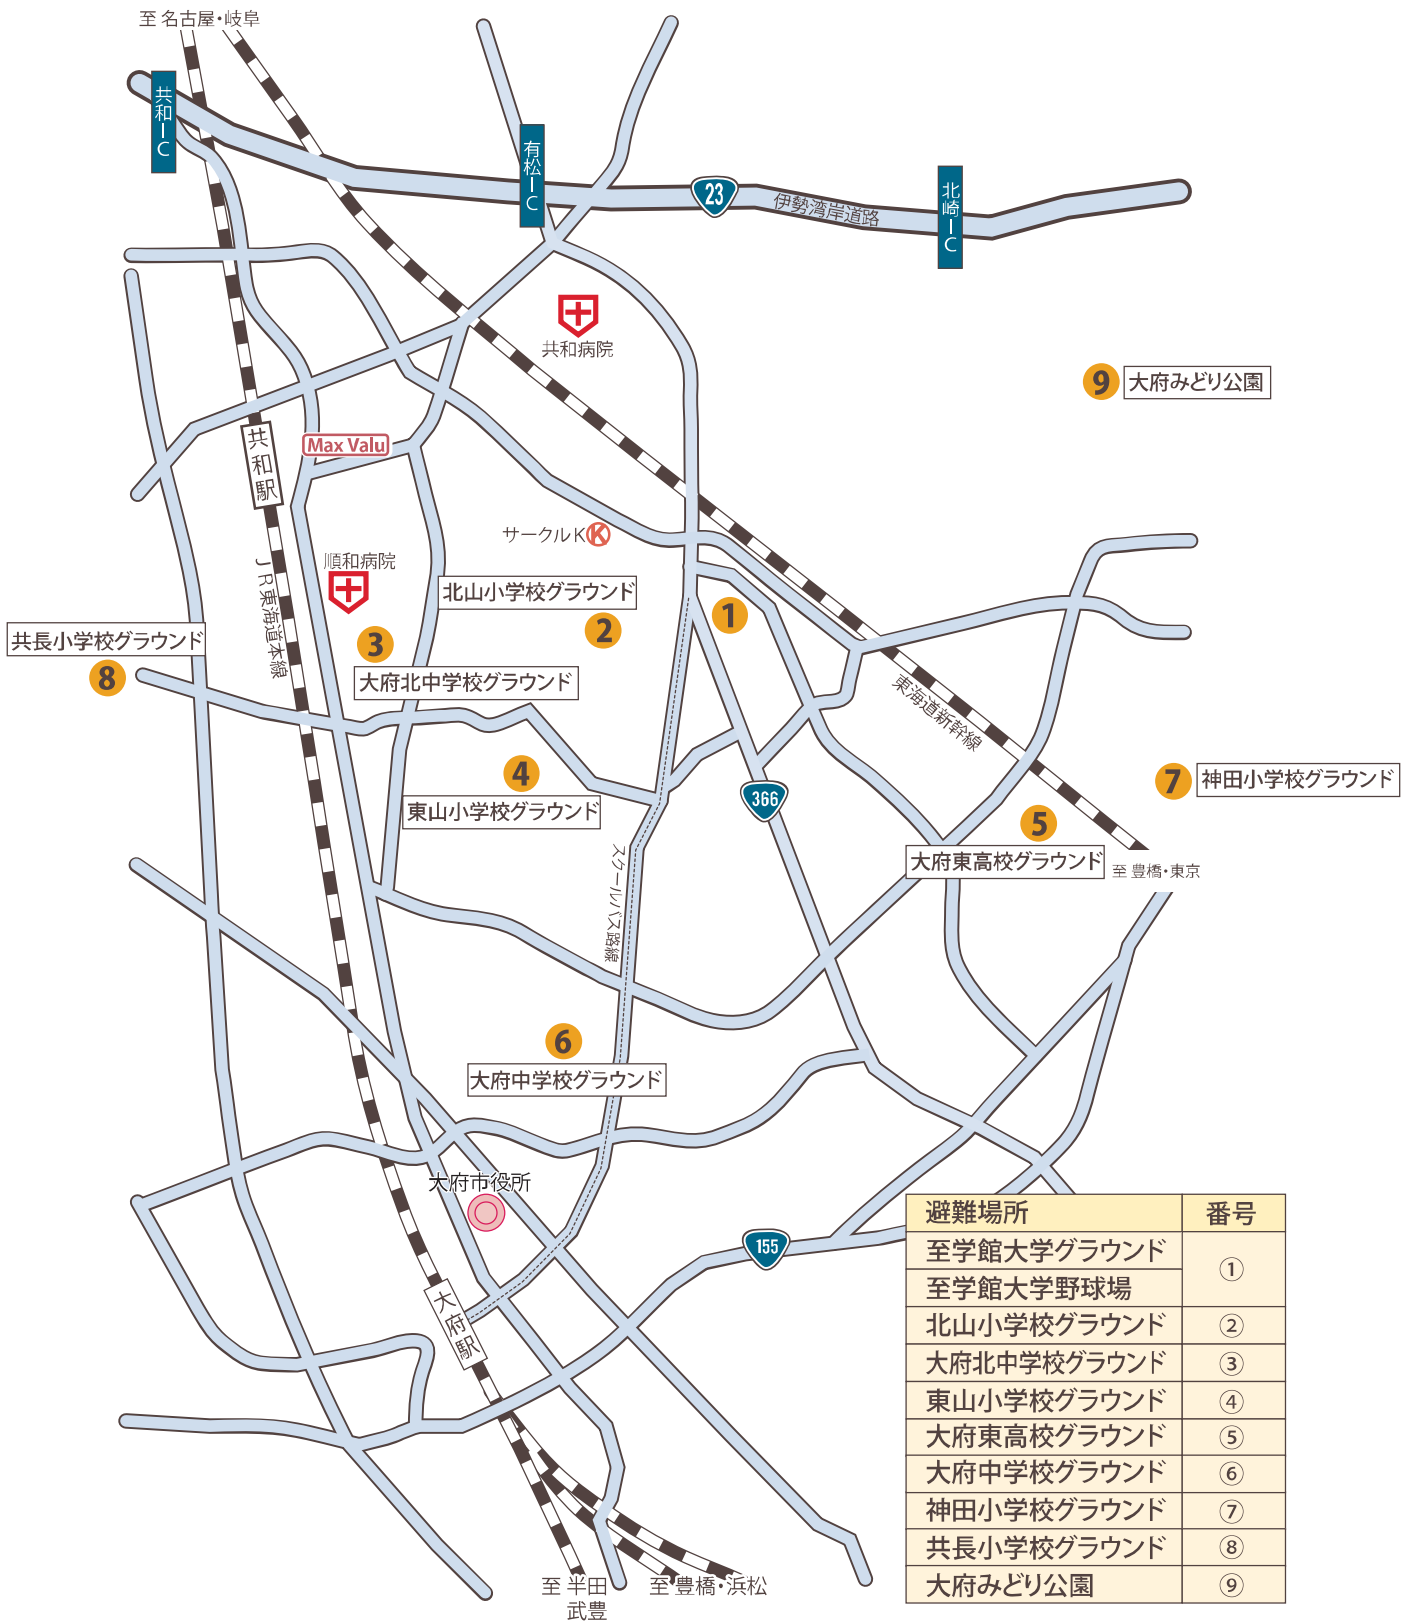 至 名古屋・岐阜
共和IC
有松IC
23
伊勢湾岸道路
北崎IC
共和病院
9
大府みどり公園
Max Valu
共和駅
サークルK
K
順和病院
JR東海道本線
北山小学校グラウンド
2
1
共長小学校グラウンド
8
3
大府北中学校グラウンド
東海道新幹線
4
東山小学校グラウンド
366
7
神田小学校グラウンド
5
大府東高校グラウンド
至 豊橋・東京
スクールバス路線
6
大府中学校グラウンド
大府市役所
155
大府駅
至 半田
武豊
至 豊橋・浜松
避難場所 番号
至学館大学グラウンド ①
至学館大学野球場
北山小学校グラウンド ②
大府北中学校グラウンド ③
東山小学校グラウンド ④
大府東高校グラウンド ⑤
大府中学校グラウンド ⑥
神田小学校グラウンド ⑦
共長小学校グラウンド ⑧
大府みどり公園 ⑨